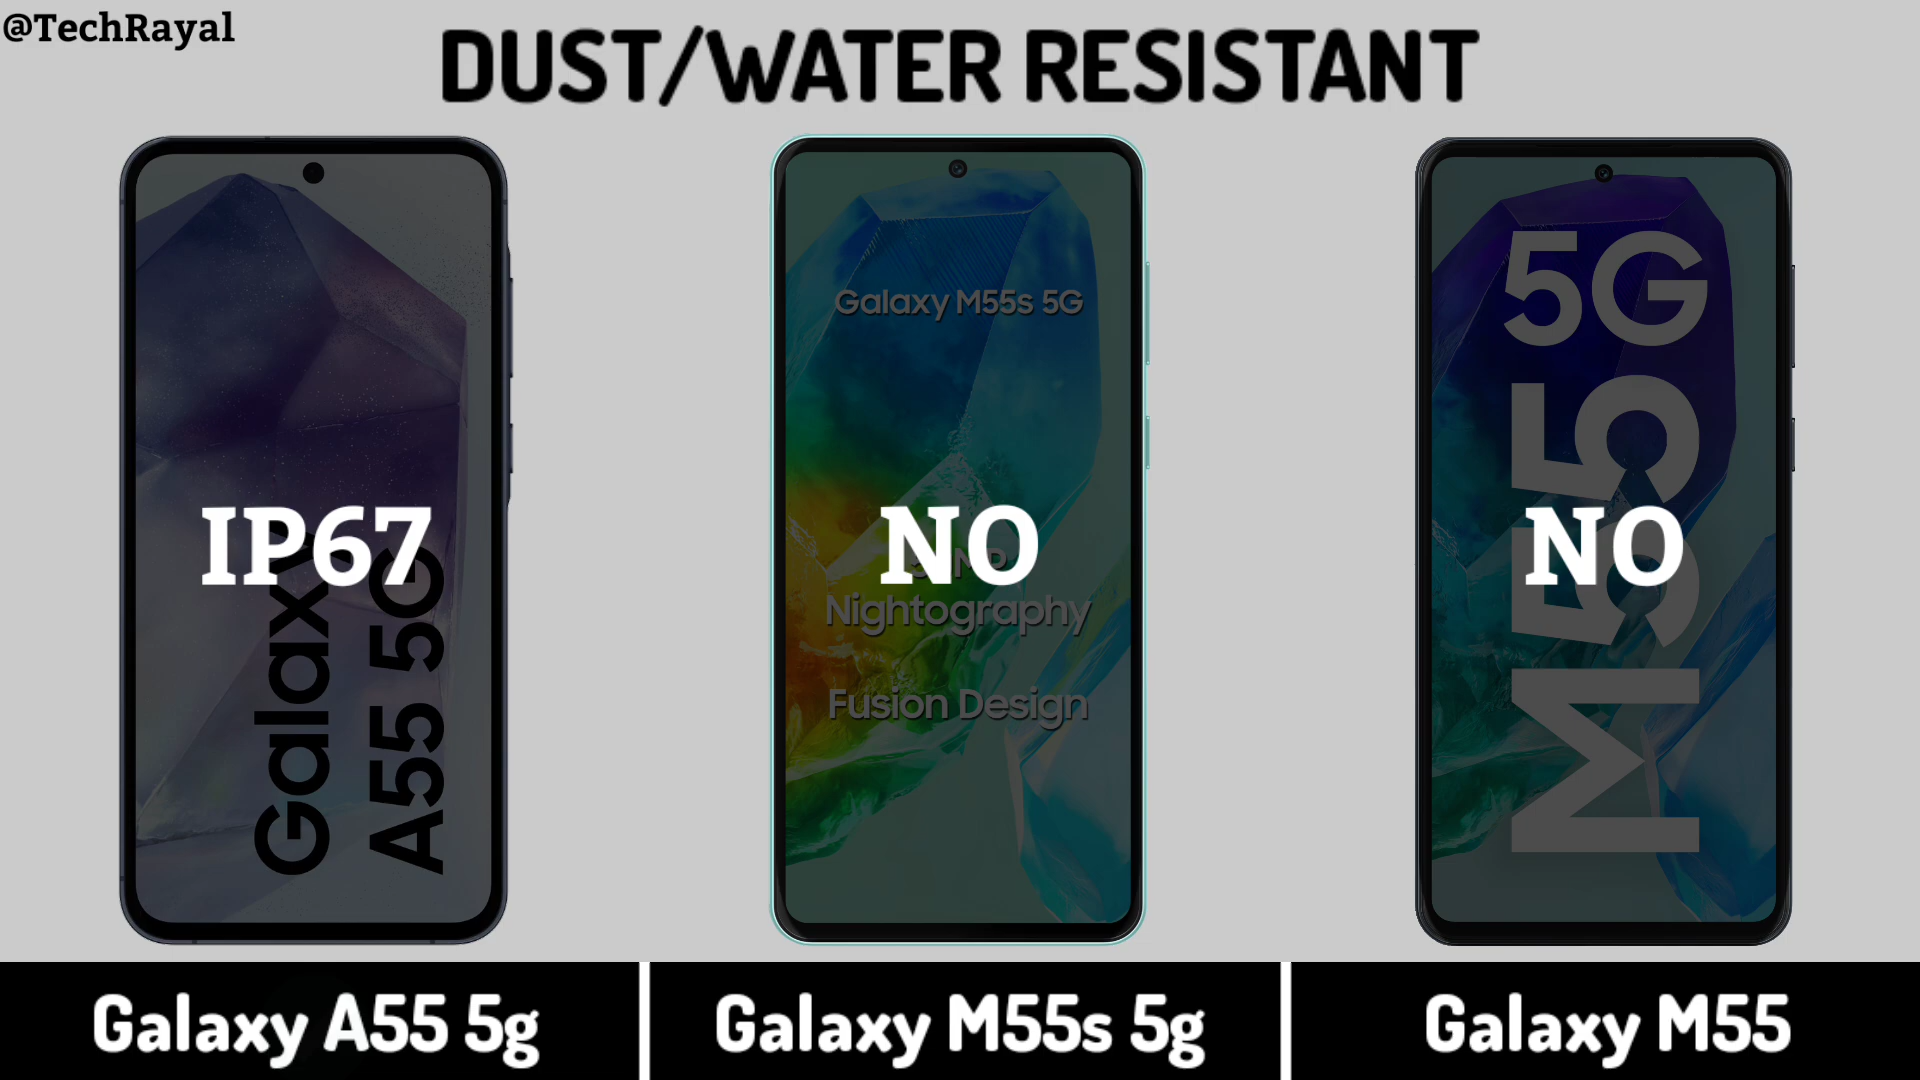 @TechRayal
DUST/WATER RESISTANT
Galaxy
A55 5G
IP67
Galaxy M55s 5G
NO
Nightography
Fusion Design
M55 5G
NO
Galaxy A55 5g
Galaxy M55s 5g
Galaxy M55